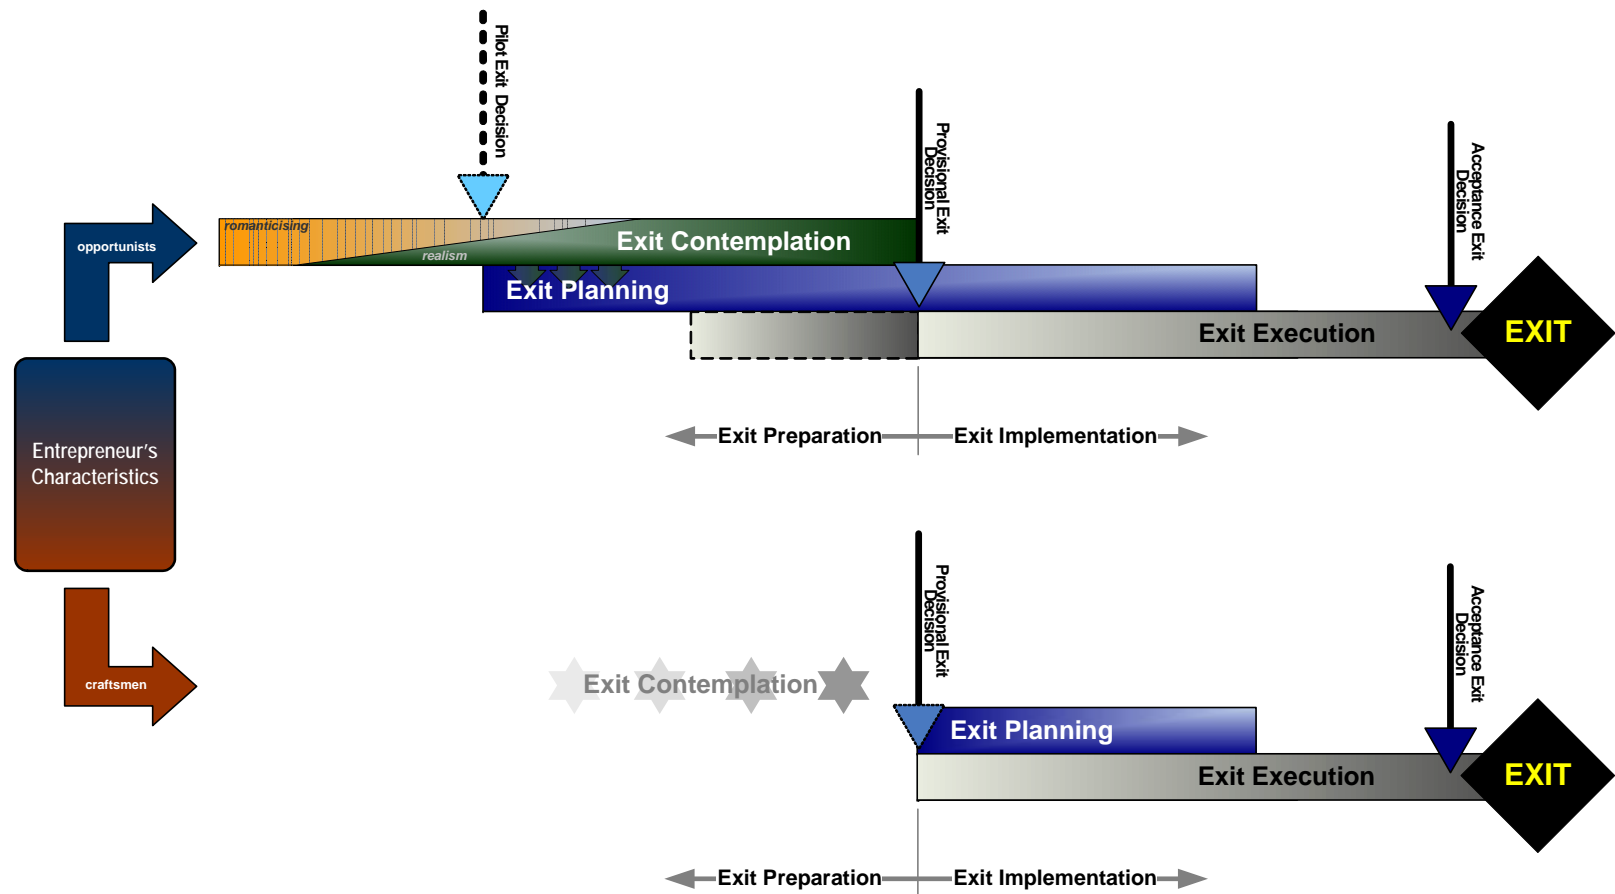 Pilot Exit Decision
Provisional Exit
Decision
Acceptance Exit
Decision
opportunists
romanticising
realism
Exit Contemplation
Exit Planning
Exit Execution
EXIT
Exit Preparation
Exit Implementation
Entrepreneur's
Characteristics
craftsmen
Provisional Exit
Decision
Acceptance Exit
Decision
Exit Contemplation
Exit Planning
Exit Execution
EXIT
Exit Preparation
Exit Implementation